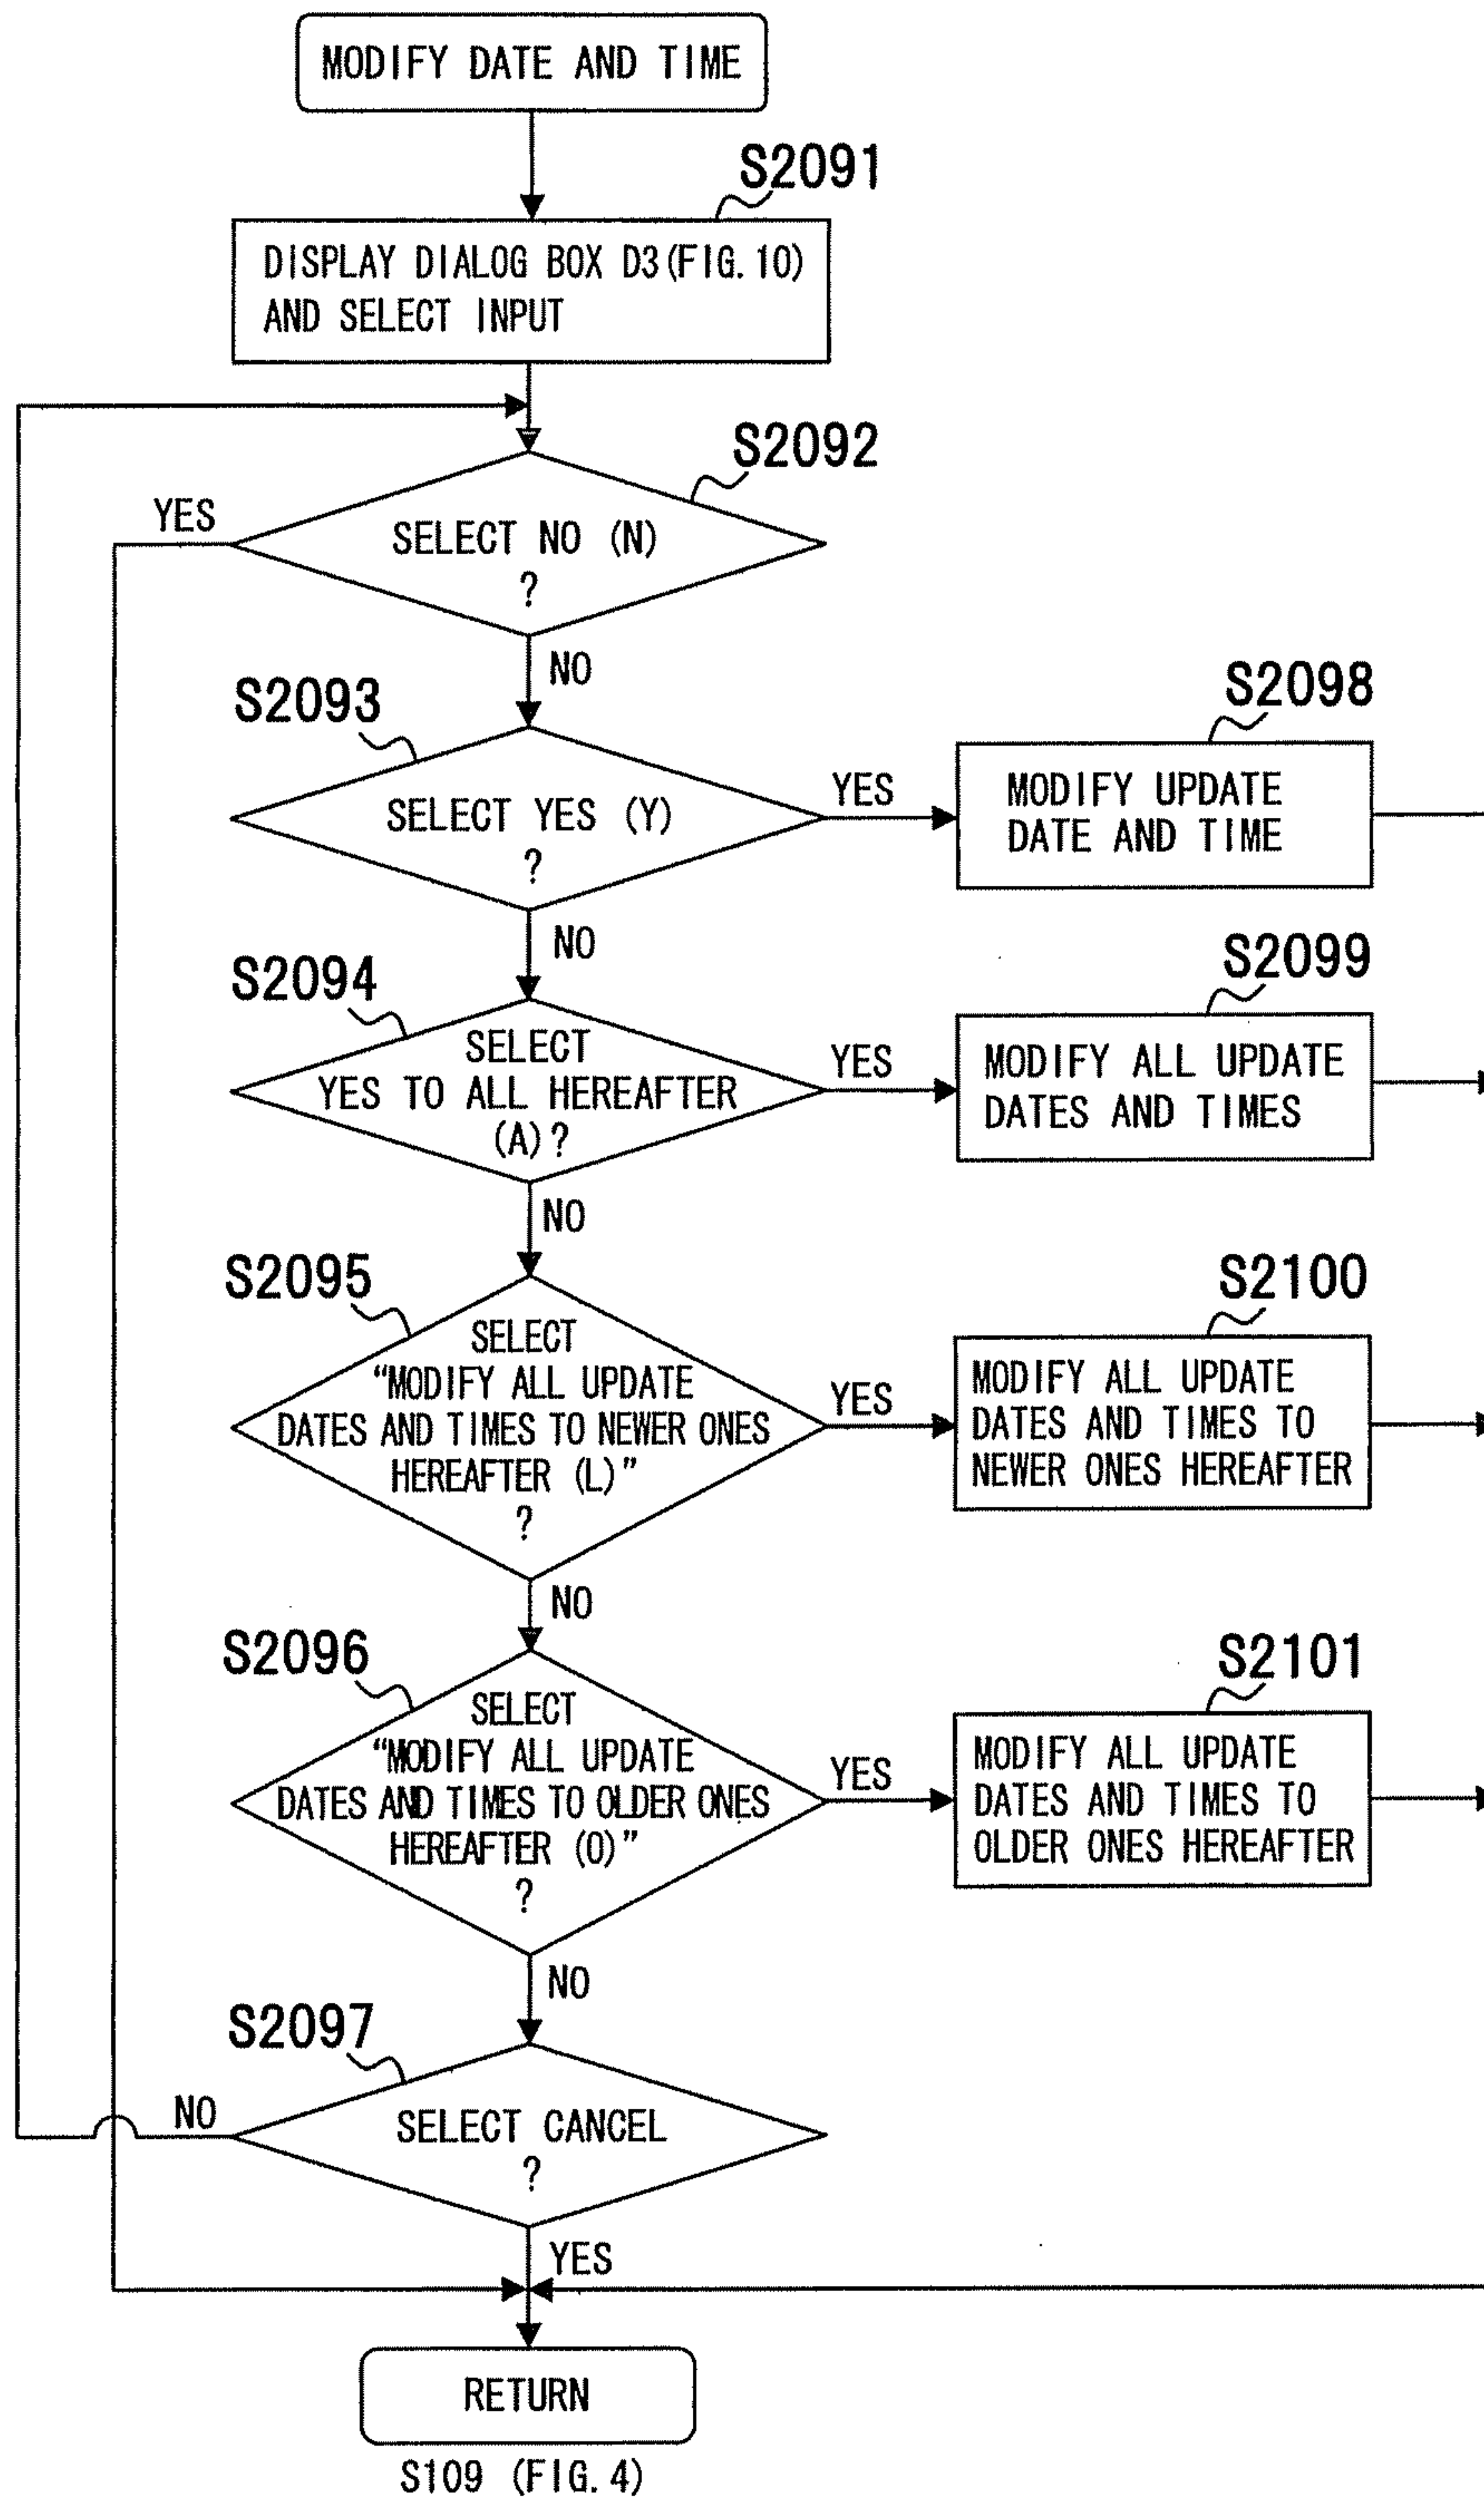 MODIFY DATE AND TIME
S2091
DISPLAY DIALOG BOX D3(FIG. 10)
AND SELECT INPUT
S2092
YES
SELECT NO (N)
?
NO
S2093
SELECT YES (Y)
?
YES
S2098
MODIFY UPDATE
DATE AND TIME
NO
S2094
SELECT
YES TO ALL HEREAFTER
(A)?
YES
S2099
MODIFY ALL UPDATE
DATES AND TIMES
NO
S2095
SELECT
“MODIFY ALL UPDATE
DATES AND TIMES TO NEWER ONES
HEREAFTER (L)”
?
YES
S2100
MODIFY ALL UPDATE
DATES AND TIMES TO
NEWER ONES HEREAFTER
NO
S2096
SELECT
“MODIFY ALL UPDATE
DATES AND TIMES TO OLDER ONES
HEREAFTER (O)”
?
YES
S2101
MODIFY ALL UPDATE
DATES AND TIMES TO
OLDER ONES HEREAFTER
NO
S2097
NO
SELECT CANCEL
?
YES
RETURN
S109 (FIG. 4)